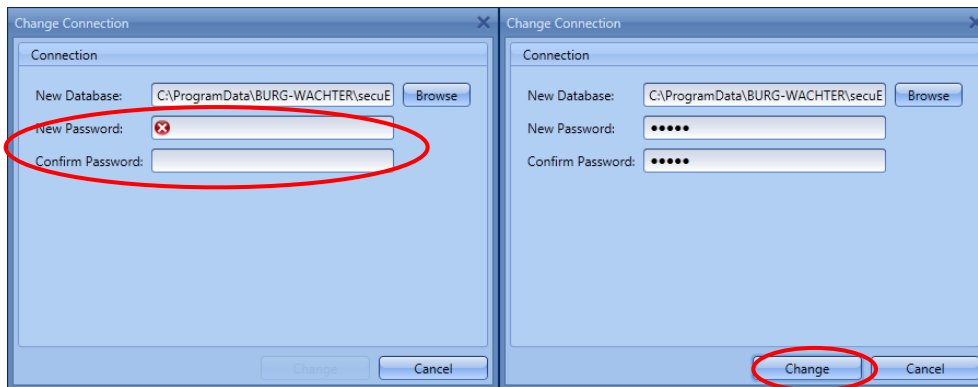 Change Connection
Connection
New Database: C:\ProgramData\BURG-WACHTER\secuE Browse
New Password:
Confirm Password:
Change Cancel
Change Connection
Connection
New Database: C:\ProgramData\BURG-WACHTER\secuE Browse
New Password: •••••
Confirm Password: •••••
Change Cancel